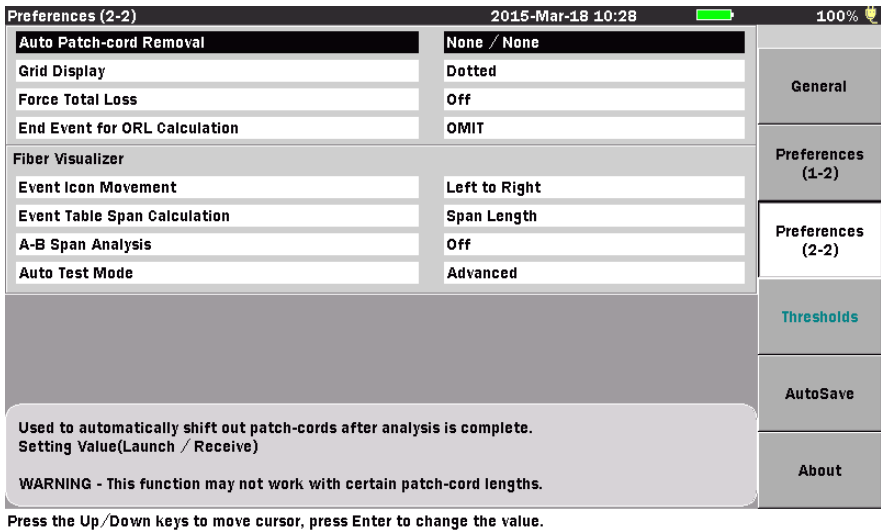 Preferences (2-2) 2015-Mar-18 10:28 100%
Auto Patch-cord Removal None / None
Grid Display Dotted
Force Total Loss Off
End Event for ORL Calculation OMIT
Fiber Visualizer
Event Icon Movement Left to Right
Event Table Span Calculation Span Length
A-B Span Analysis Off
Auto Test Mode Advanced
Used to automatically shift out patch-cords after analysis is complete.
Setting Value(Launch / Receive)
WARNING - This function may not work with certain patch-cord lengths.
Press the Up/Down keys to move cursor, press Enter to change the value.
General
Preferences
(1-2)
Preferences
(2-2)
Thresholds
AutoSave
About